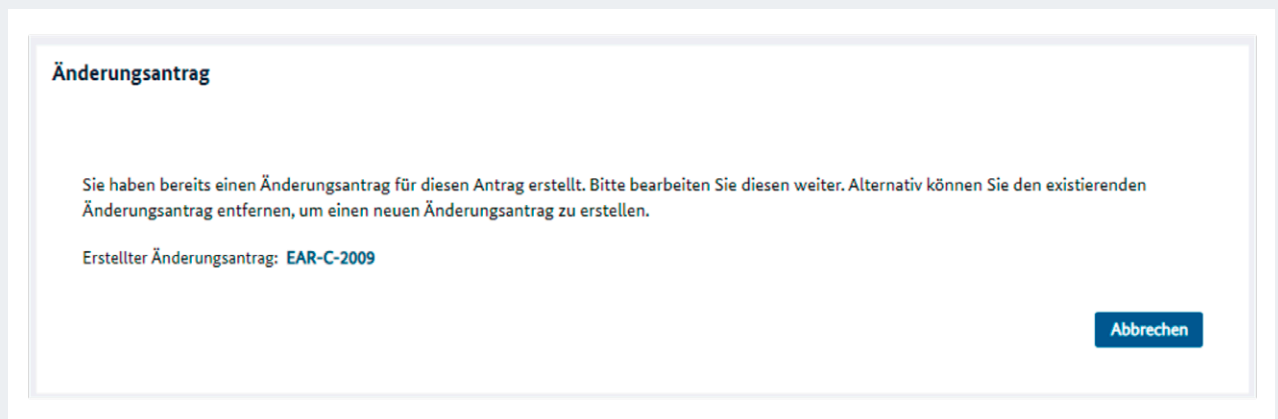 Änderungsantrag
Sie haben bereits einen Änderungsantrag für diesen Antrag erstellt. Bitte bearbeiten Sie diesen weiter. Alternativ können Sie den existierenden
Änderungsantrag entfernen, um einen neuen Änderungsantrag zu erstellen.
Erstellter Änderungsantrag: EAR-C-2009
Abbrechen